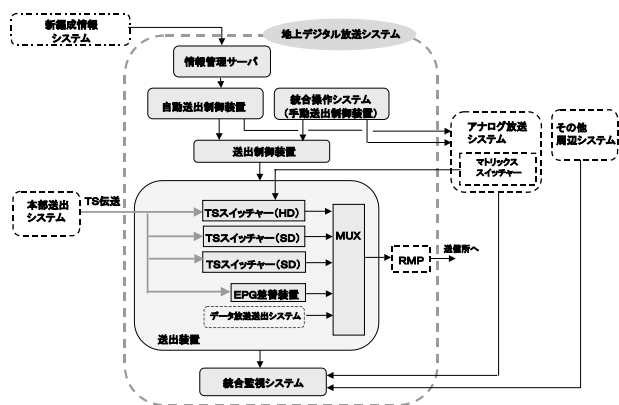 新編成情報
システム
地上デジタル放送システム
情報管理サーバ
自動送出制御装置
統合操作システム
（手動送出制御装置）
アナログ放送
システム
マトリックス
スイッチャー
その他
周辺システム
送出制御装置
本部送出
システム
TS伝送
TSスイッチャー（HD）
TSスイッチャー（SD）
TSスイッチャー（SD）
EPG差替装置
データ放送送出システム
MUX
RMP
送信所へ
送出装置
統合監視システム